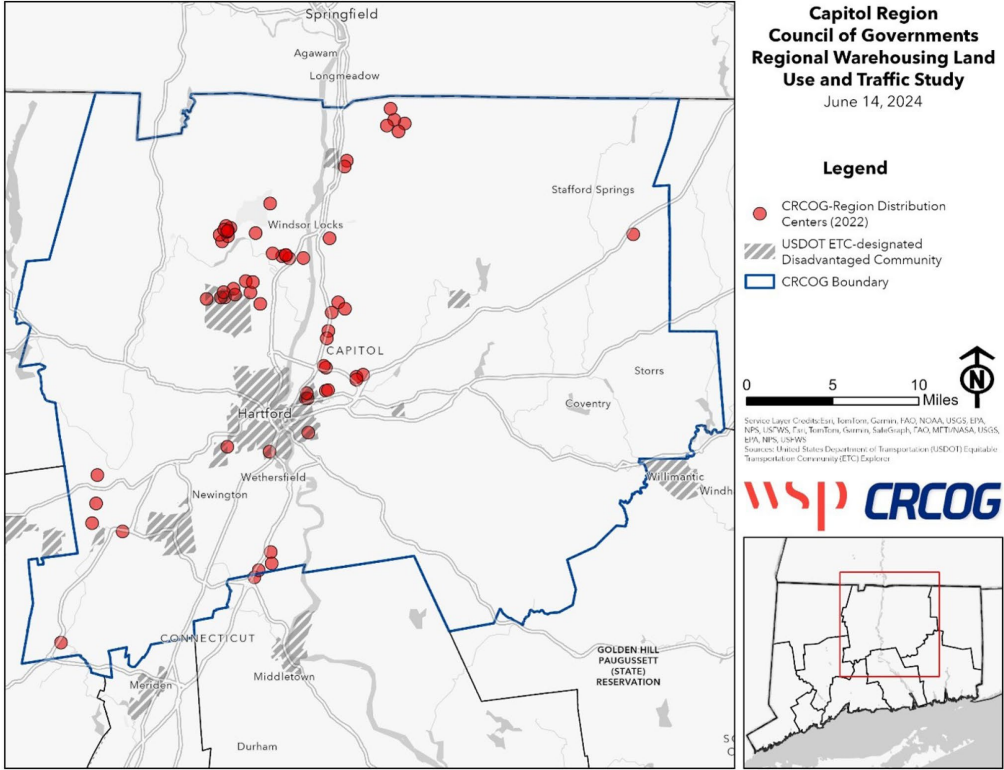 Capitol Region
Council of Governments
Regional Warehousing Land
Use and Traffic Study
June 14, 2024
Legend
CRCOG-Region Distribution
Centers (2022)
USDOT ETC-designated
Disadvantaged Community
CRCOG Boundary
0 5 10
Miles
N
Service Layer Credits: Esri, TomTom, Garmin, FAO, NOAA, USGS, EPA,
NPS, USFWS, Esri, TomTom, Garmin, SafeGraph, FAO, METI/NASA, USGS,
EPA, NPS, USFWS
Sources: United States Department of Transportation (USDOT) Equitable
Transportation Community (ETC) Explorer
wsp CRCOG
Springfield
Agawam
Longmeadow
Stafford Springs
Windsor Locks
CAPITOL
Storrs
Coventry
Hartford
Wethersfield
Willimantic
Newington
Windh
CONNECTICUT
GOLDEN HILL
PAUGUSSETT
(STATE)
RESERVATION
Meriden
Middletown
Durham